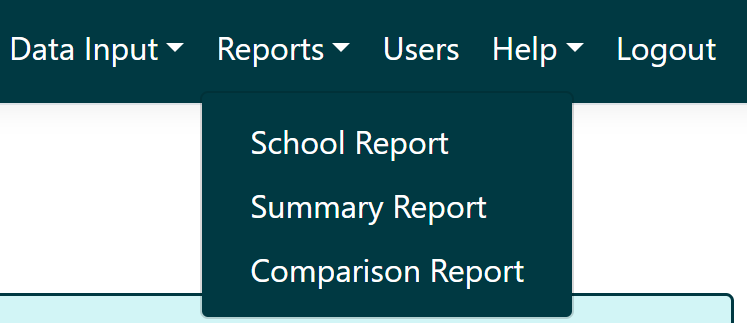 Data Input Reports Users Help Logout
School Report
Summary Report
Comparison Report